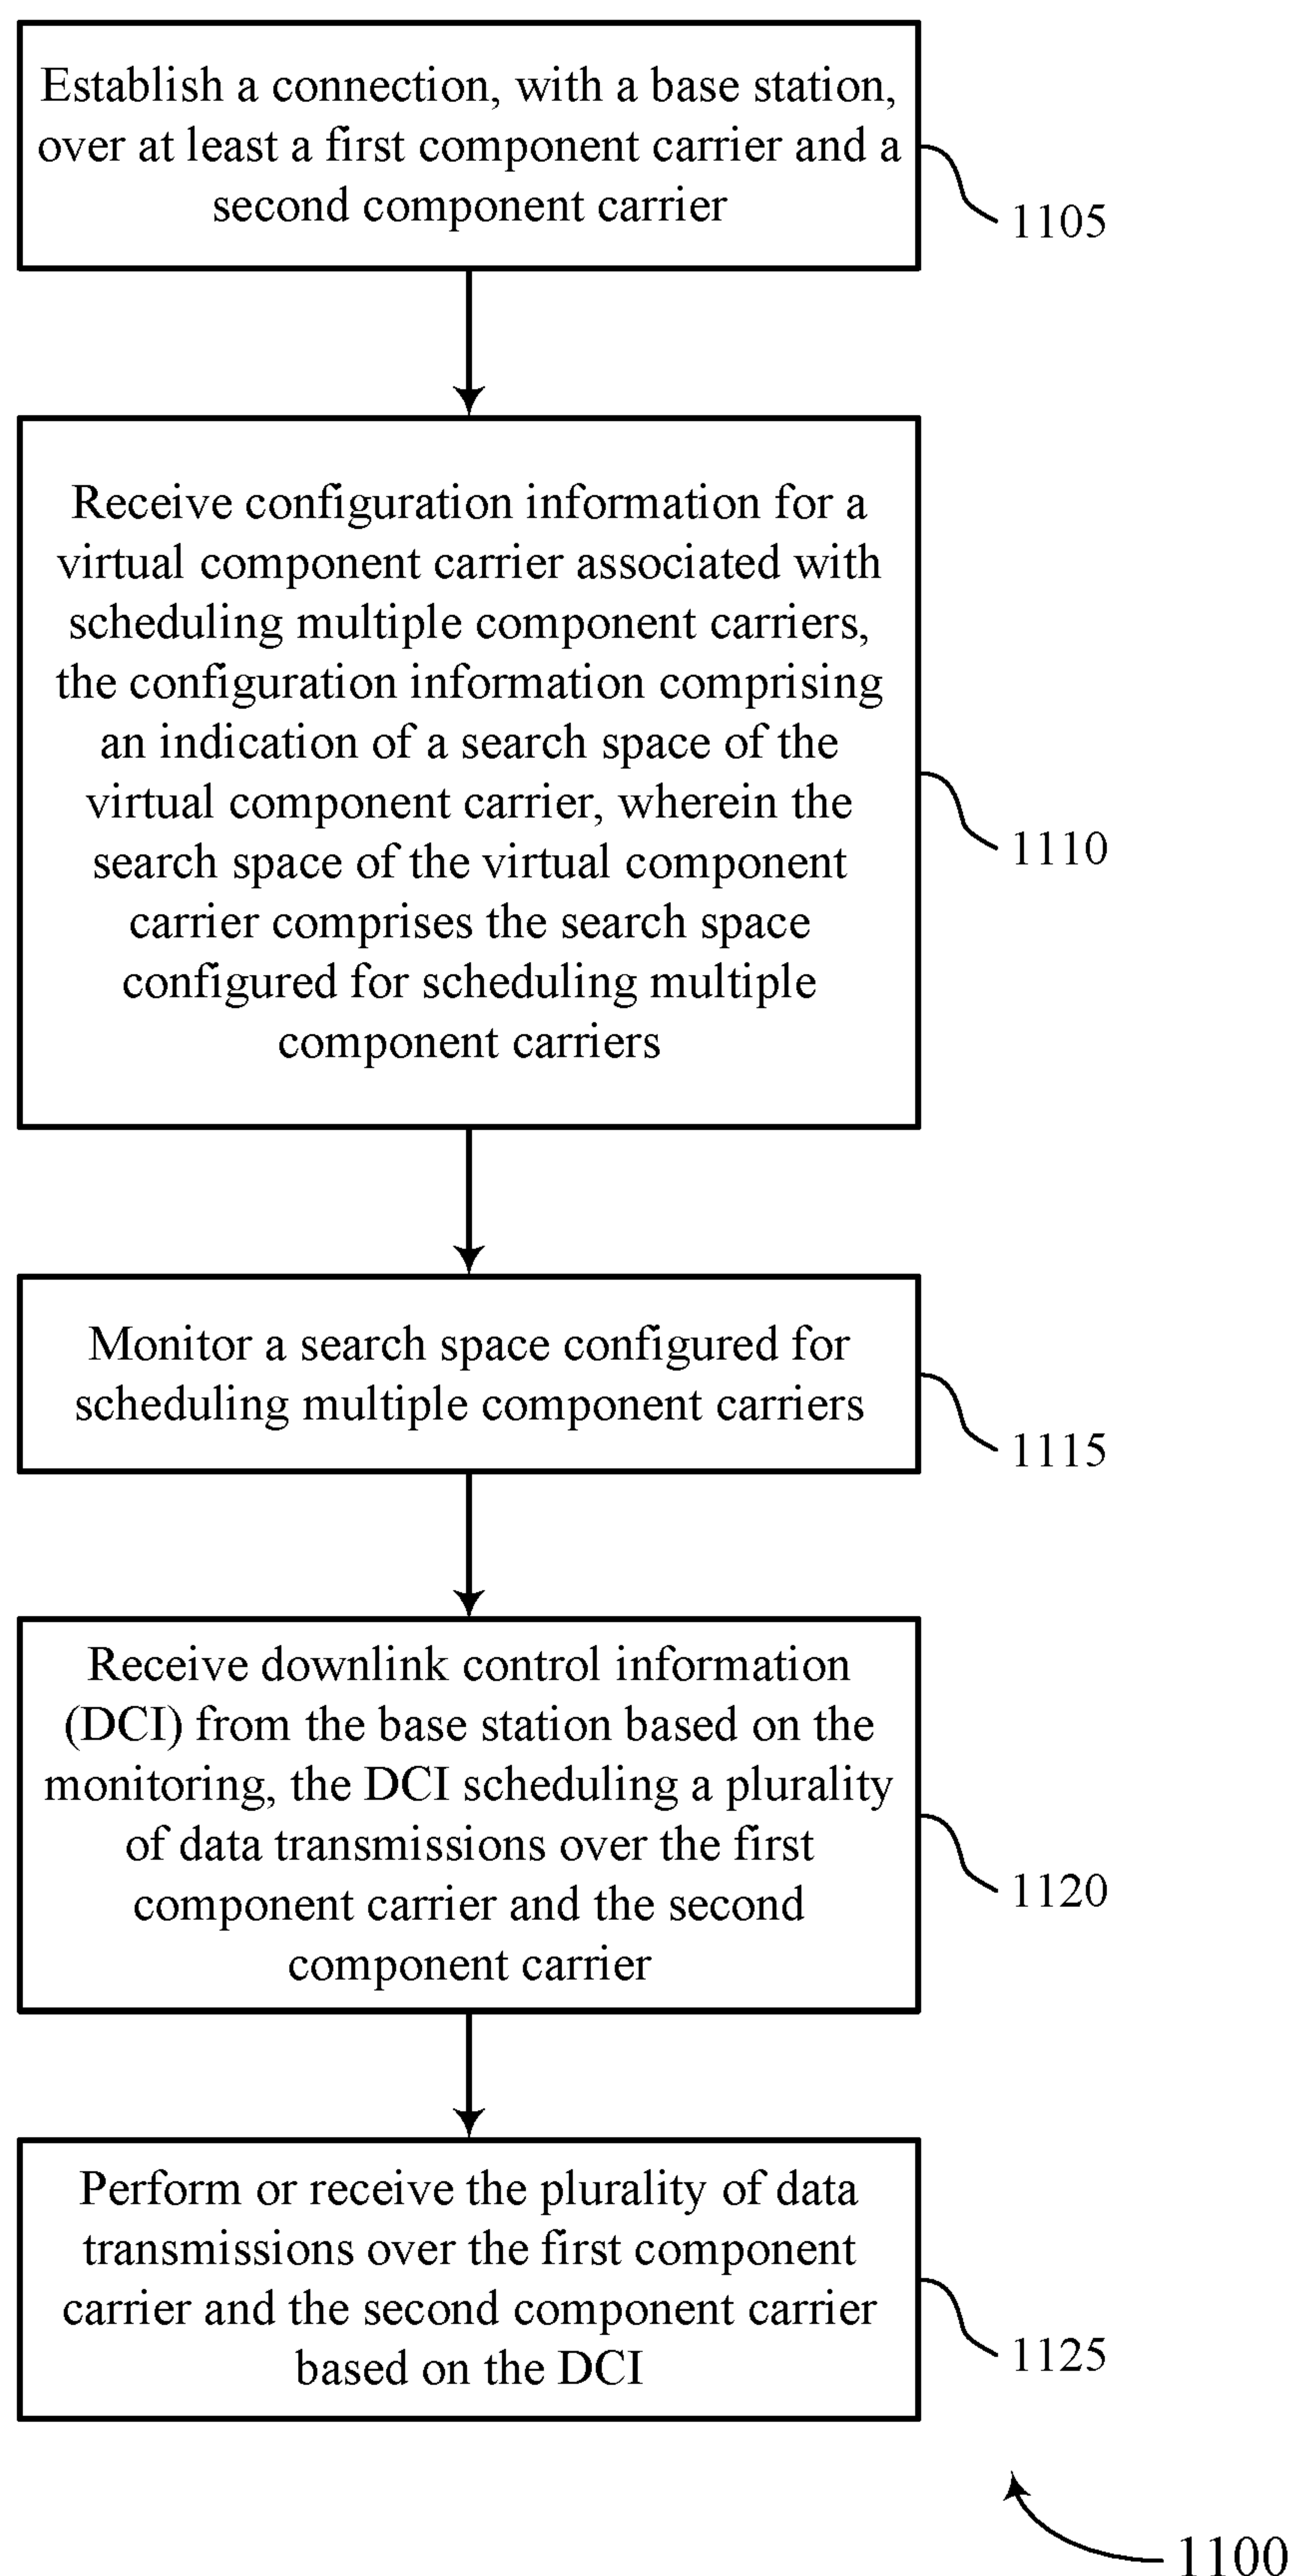 Establish a connection, with a base station,
over at least a first component carrier and a
second component carrier
1105
Receive configuration information for a
virtual component carrier associated with
scheduling multiple component carriers,
the configuration information comprising
an indication of a search space of the
virtual component carrier, wherein the
search space of the virtual component
carrier comprises the search space
configured for scheduling multiple
component carriers
1110
Monitor a search space configured for
scheduling multiple component carriers
1115
Receive downlink control information
(DCI) from the base station based on the
monitoring, the DCI scheduling a plurality
of data transmissions over the first
component carrier and the second
component carrier
1120
Perform or receive the plurality of data
transmissions over the first component
carrier and the second component carrier
based on the DCI
1125
1100